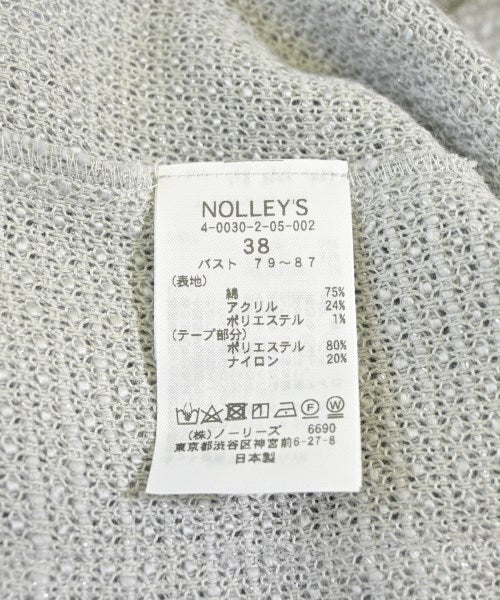 NOLLEY'S
4-0030-2-05-002
38
バスト 79～87
(表地)
綿 75%
アクリル 24%
ポリエステル 1%
(テープ部分)
ポリエステル 80%
ナイロン 20%
F W
(株)ノーリーズ 6690
東京都渋谷区神宮前6-27-8
日本製